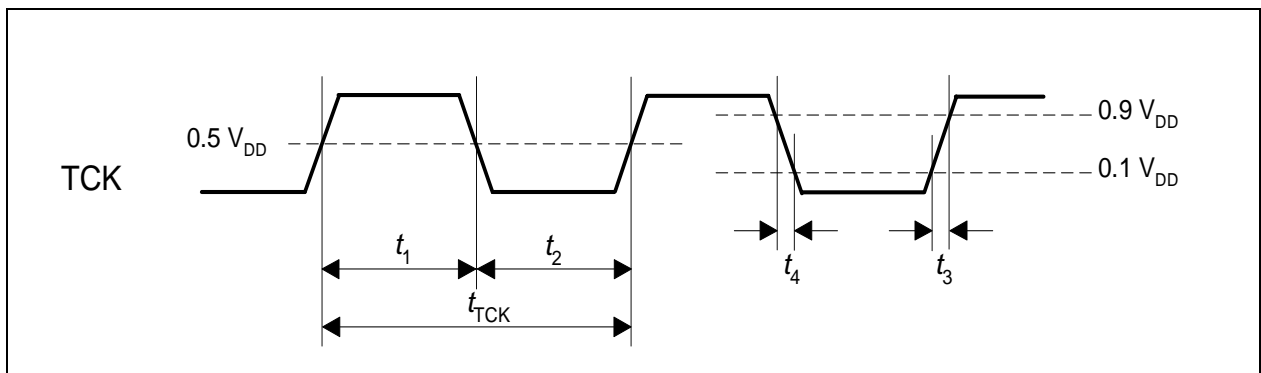 0.9 V_DD
0.5 V_DD
TCK
0.1 V_DD
t_1
t_2
t_4
t_3
t_TCK